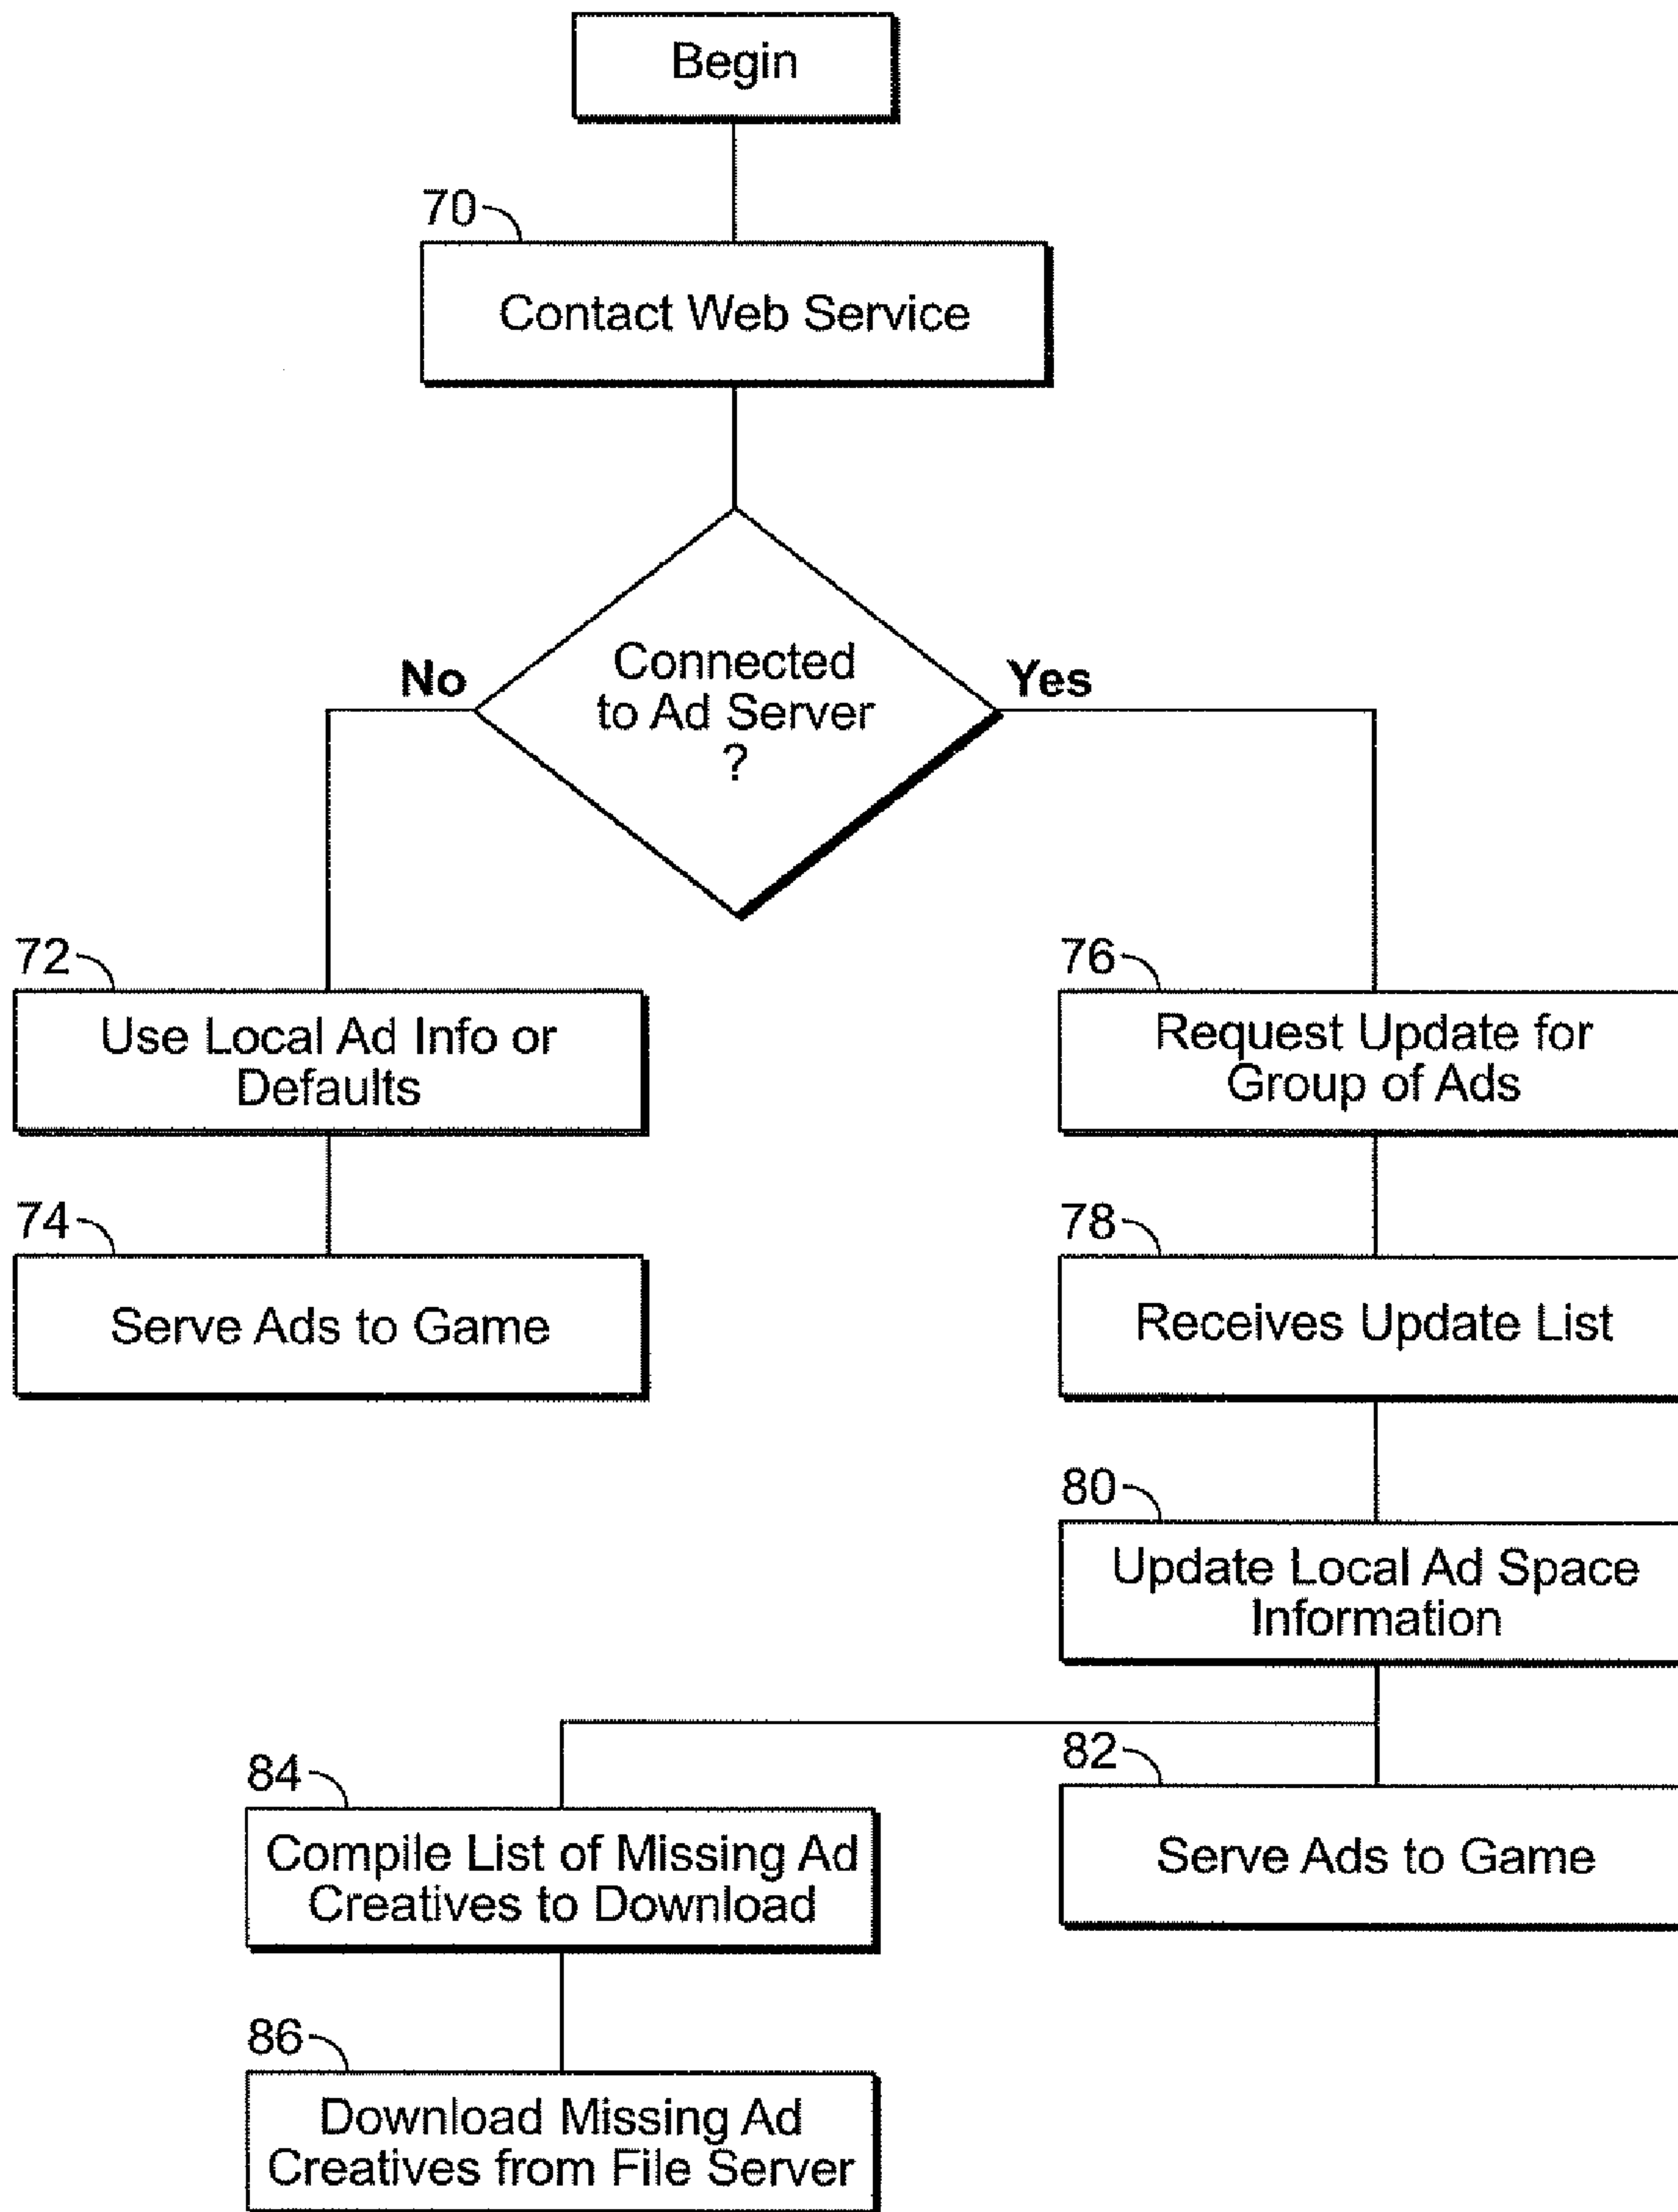 Begin
70
Contact Web Service
Connected
to Ad Server
?
No
Yes
72
Use Local Ad Info or
Defaults
74
Serve Ads to Game
76
Request Update for
Group of Ads
78
Receives Update List
80
Update Local Ad Space
Information
82
Serve Ads to Game
84
Compile List of Missing Ad
Creatives to Download
86
Download Missing Ad
Creatives from File Server